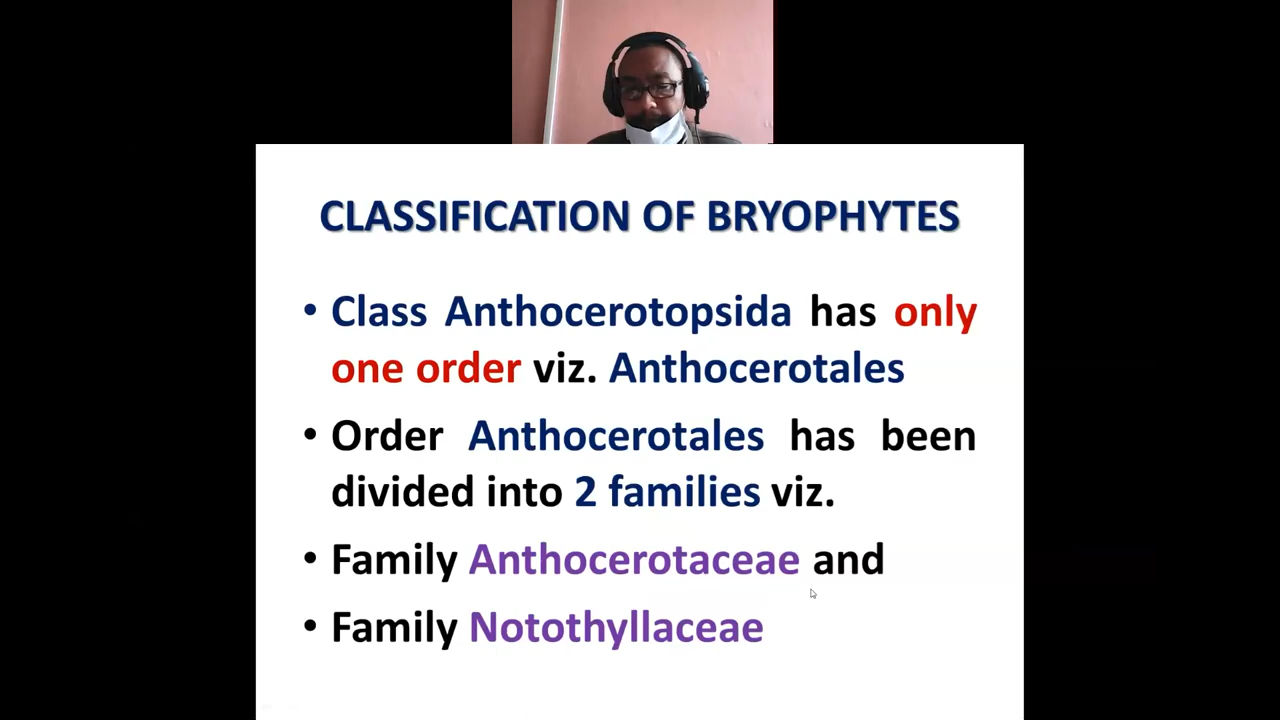 CLASSIFICATION OF BRYOPHYTES
• Class Anthocerotopsida has only
one order viz. Anthocerotales
• Order Anthocerotales has been
divided into 2 families viz.
• Family Anthocerotaceae and
• Family Notothyllaceae